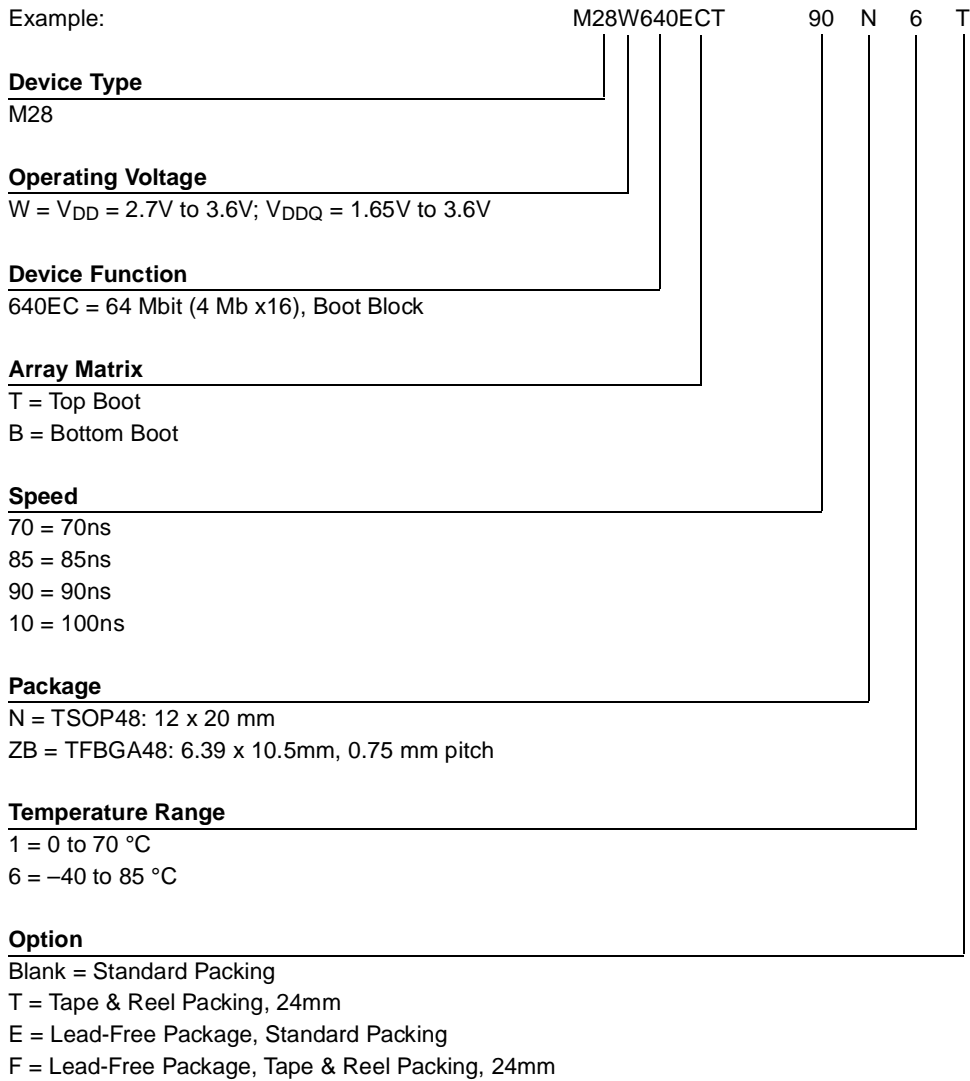 Example: M28W640ECT 90 N 6 T
Device Type
M28
Operating Voltage
W = VDD = 2.7V to 3.6V; VDDQ = 1.65V to 3.6V
Device Function
640EC = 64 Mbit (4 Mb x16), Boot Block
Array Matrix
T = Top Boot
B = Bottom Boot
Speed
70 = 70ns
85 = 85ns
90 = 90ns
10 = 100ns
Package
N = TSOP48: 12 x 20 mm
ZB = TFBGA48: 6.39 x 10.5mm, 0.75 mm pitch
Temperature Range
1 = 0 to 70 °C
6 = –40 to 85 °C
Option
Blank = Standard Packing
T = Tape & Reel Packing, 24mm
E = Lead-Free Package, Standard Packing
F = Lead-Free Package, Tape & Reel Packing, 24mm